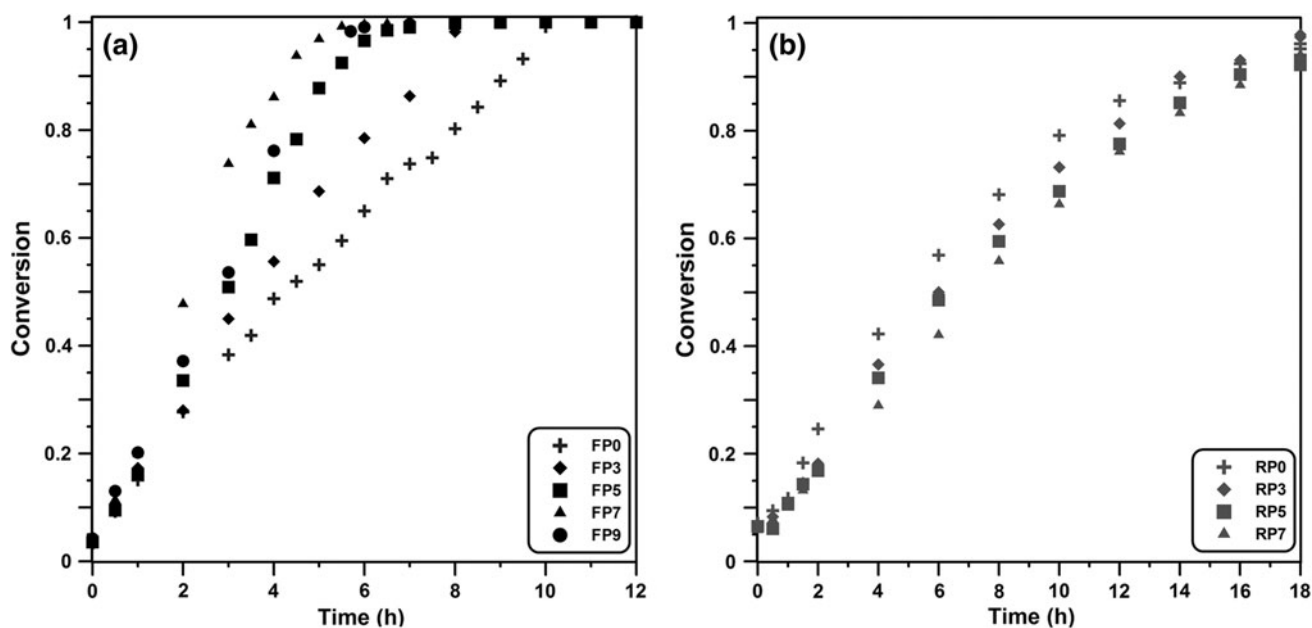 (a)
1
0.8
0.6
0.4
0.2
0
Conversion
0 2 4 6 8 10 12
Time (h)
FP0
FP3
FP5
FP7
FP9
(b)
1
0.8
0.6
0.4
0.2
0
Conversion
0 2 4 6 8 10 12 14 16 18
Time (h)
RP0
RP3
RP5
RP7